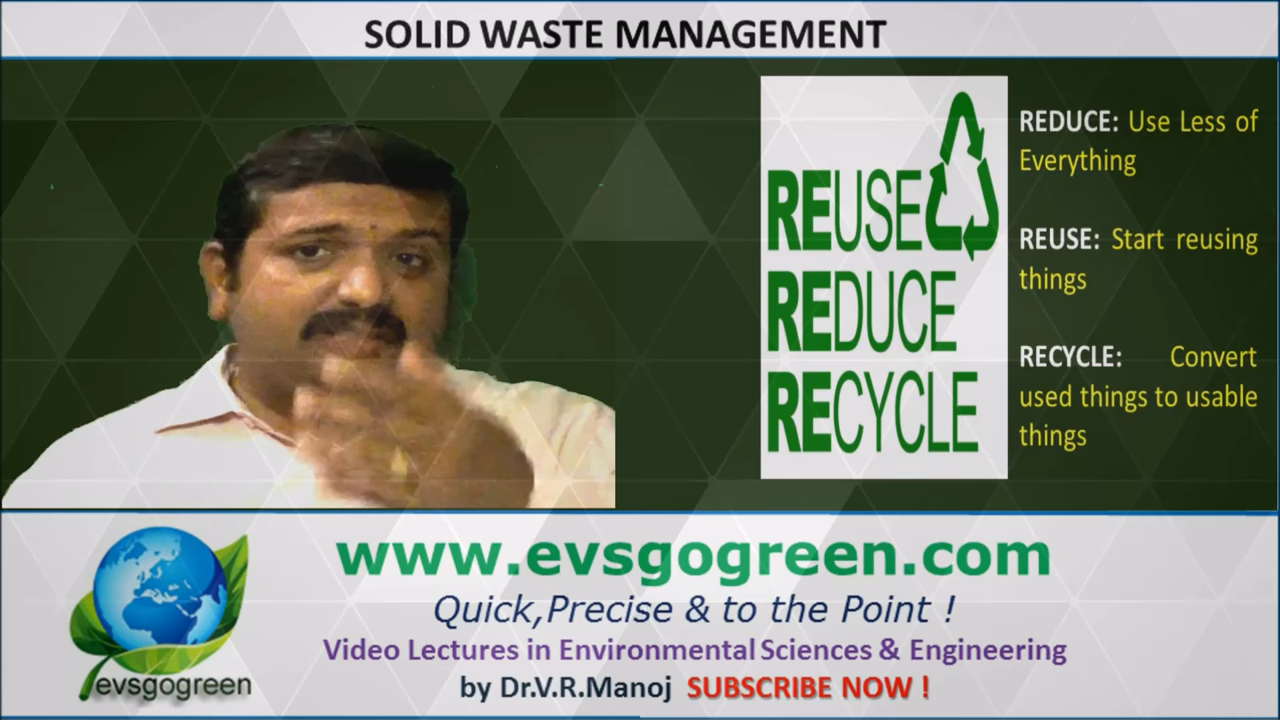 SOLID WASTE MANAGEMENT
REUSE
REDUCE
RECYCLE
REDUCE: Use Less of
Everything
REUSE: Start reusing
things
RECYCLE: Convert
used things to usable
things
evsgogreen
www.evsgogreen.com
Quick,Precise & to the Point !
Video Lectures in Environmental Sciences & Engineering
by Dr.V.R.Manoj SUBSCRIBE NOW !